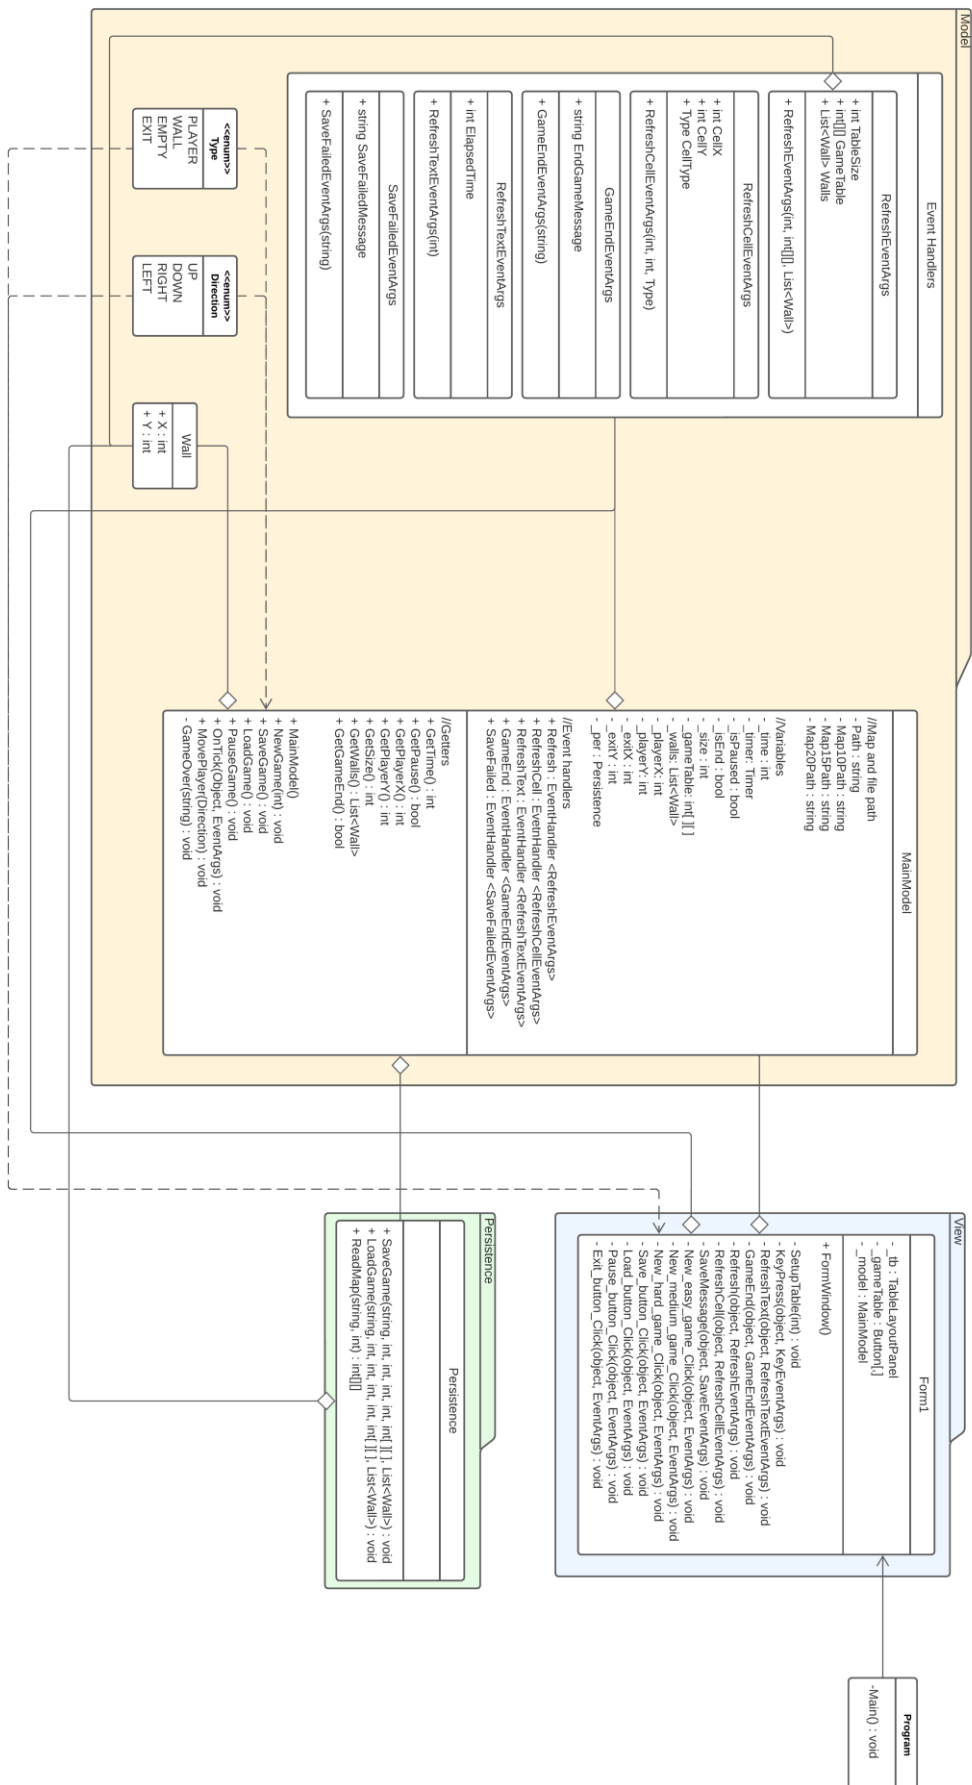 Model
Event Handlers
RefreshEventArgs
+ int TableSize
+ int[][] GameTable
+ List<Wall> Walls
+ RefreshEventArgs(int, int[][], List<Wall>)
RefreshCellEventArgs
+ int CellX
+ int CellY
+ Type CellType
+ RefreshCellEventArgs(int, int, Type)
GameEndEventArgs
+ string EndGameMessage
+ GameEndEventArgs(string)
RefreshTextEventArgs
+ int ElapsedTime
+ RefreshTextEventArgs(int)
SaveFailedEventArgs
+ string SaveFailedMessage
+ SaveFailedEventArgs(string)
<<enum>>
Type
PLAYER
WALL
EMPTY
EXIT
<<enum>>
Direction
UP
DOWN
RIGHT
LEFT
Wall
+ X : int
+ Y : int
MainModel
//Map and file path
- Path : string
- Map10Path : string
- Map15Path : string
- Map20Path : string
//Variables
- _time : int
- _timer: Timer
- _isPaused : bool
- _isEnd : bool
- _size : int
- _gameTable: int[ ][ ]
- _walls: List<Wall>
- _playerX: int
- _playerY: int
- _exitX : int
- _exitY : int
- _per : Persistence
//Event handlers
+ Refresh : EventHandler <RefreshEventArgs>
+ RefreshCell : EvetnHandler <RefreshCellEventArgs>
+ RefreshText : EventHandler <RefreshTextEventArgs>
+ GameEnd : EventHandler <GameEndEventArgs>
+ SaveFailed : EventHandler <SaveFailedEventArgs>
//Getters
+ GetTime() : int
+ GetPause() : bool
+ GetPlayerX() : int
+ GetPlayerY() : int
+ GetSize() : int
+ GetWalls() : List<Wall>
+ GetGameEnd() : bool
+ MainModel()
+ NewGame(int) : void
+ SaveGame() : void
+ LoadGame() : void
+ PauseGame() : void
+ OnTick(Object, EventArgs) : void
+ MovePlayer(Direction) : void
- GameOver(string) : void
View
Form1
- _tb : TableLayoutPanel
- _gameTable : Button[,]
- _model : MainModel
+ FormWindow()
- SetupTable(int) : void
- KeyPress(object, KeyEventArgs) : void
- RefreshText(object, RefreshTextEventArgs) : void
- GameEnd(object, GameEndEventArgs) : void
- Refresh(object, RefreshEventArgs) : void
- RefreshCell(object, RefreshCellEventArgs) : void
- SaveMessage(object, SaveEventArgs) : void
- New_easy_game_Click(object, EventArgs) : void
- New_medium_game_Click(object, EventArgs) : void
- New_hard_game_Click(object, EventArgs) : void
- Save_button_Click(object, EventArgs) : void
- Load_button_Click(object, EventArgs) : void
- Pause_button_Click(object, EventArgs) : void
- Exit_button_Click(object, EventArgs) : void
Persistence
Persistence
+ SaveGame(string, int, int, int, int, int[ ][ ], List<Wall>) : void
+ LoadGame(string, int, int, int, int, int[ ][ ], List<Wall>) : void
+ ReadMap(string, int) : int[][]
Program
-Main() : void